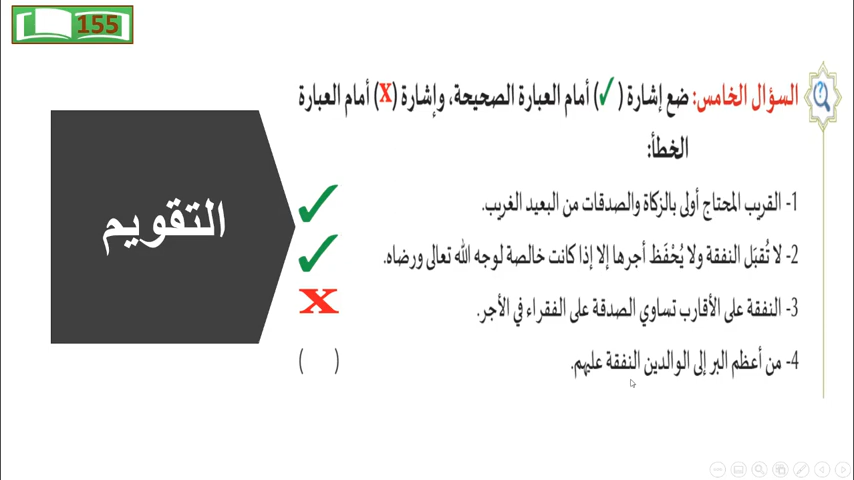 155
السؤال الخامس: ضع إشارة (✓) أمام العبارة الصحيحة، وإشارة (X) أمام العبارة
الخطأ:
التقويم
1- القريب المحتاج أولى بالزكاة والصدقات من البعيد الغريب. ✓
2- لا تُقبَل النفقة ولا يُحْفَظ أجرها إلا إذا كانت خالصة لوجه الله تعالى ورضاه. ✓
3- النفقة على الأقارب تساوي الصدقة على الفقراء في الأجر. X
4- من أعظم البر إلى الوالدين النفقة عليهم. ( )